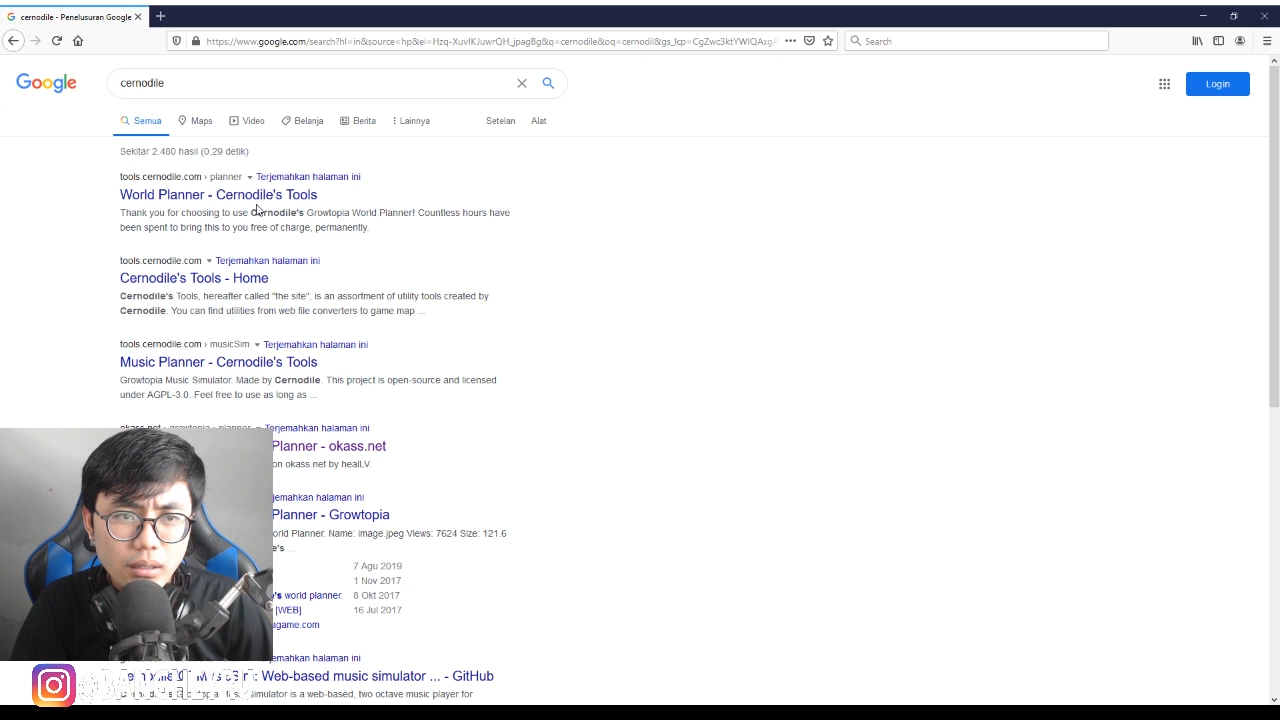 cernodile - Penelusuran Google
https://www.google.com/search?hl=in&source=hp&ei=Hzq-XuvIKJuwrQH_jpagBg&q=cernodile&oq=cernodil&gs_lcp=CgZwc3ktYWIQAxgA
Search
Google
cernodile
Login
Semua
Maps
Video
Belanja
Berita
Lainnya
Setelan
Alat
Sekitar 2.480 hasil (0,29 detik)
tools.cernodile.com › planner Terjemahkan halaman ini
World Planner - Cernodile's Tools
Thank you for choosing to use Cernodile's Growtopia World Planner! Countless hours have
been spent to bring this to you free of charge, permanently.
tools.cernodile.com Terjemahkan halaman ini
Cernodile's Tools - Home
Cernodile's Tools, hereafter called "the site", is an assortment of utility tools created by
Cernodile. You can find utilities from web file converters to game map ...
tools.cernodile.com › musicSim Terjemahkan halaman ini
Music Planner - Cernodile's Tools
Growtopia Music Simulator. Made by Cernodile. This project is open-source and licensed
under AGPL-3.0. Feel free to use as long as ...
okass.net › growtopia › planner Terjemahkan halaman ini
Planner - okass.net
on okass.net by healLV.
halaman ini
Planner - Growtopia
World Planner. Name: image.jpeg Views: 7624 Size: 121.6
...
7 Agu 2019
1 Nov 2017
world planner. 8 Okt 2017
[WEB] 16 Jul 2017
halaman ini
Web-based music simulator ... - GitHub
Simulator is a web-based, two octave music player for